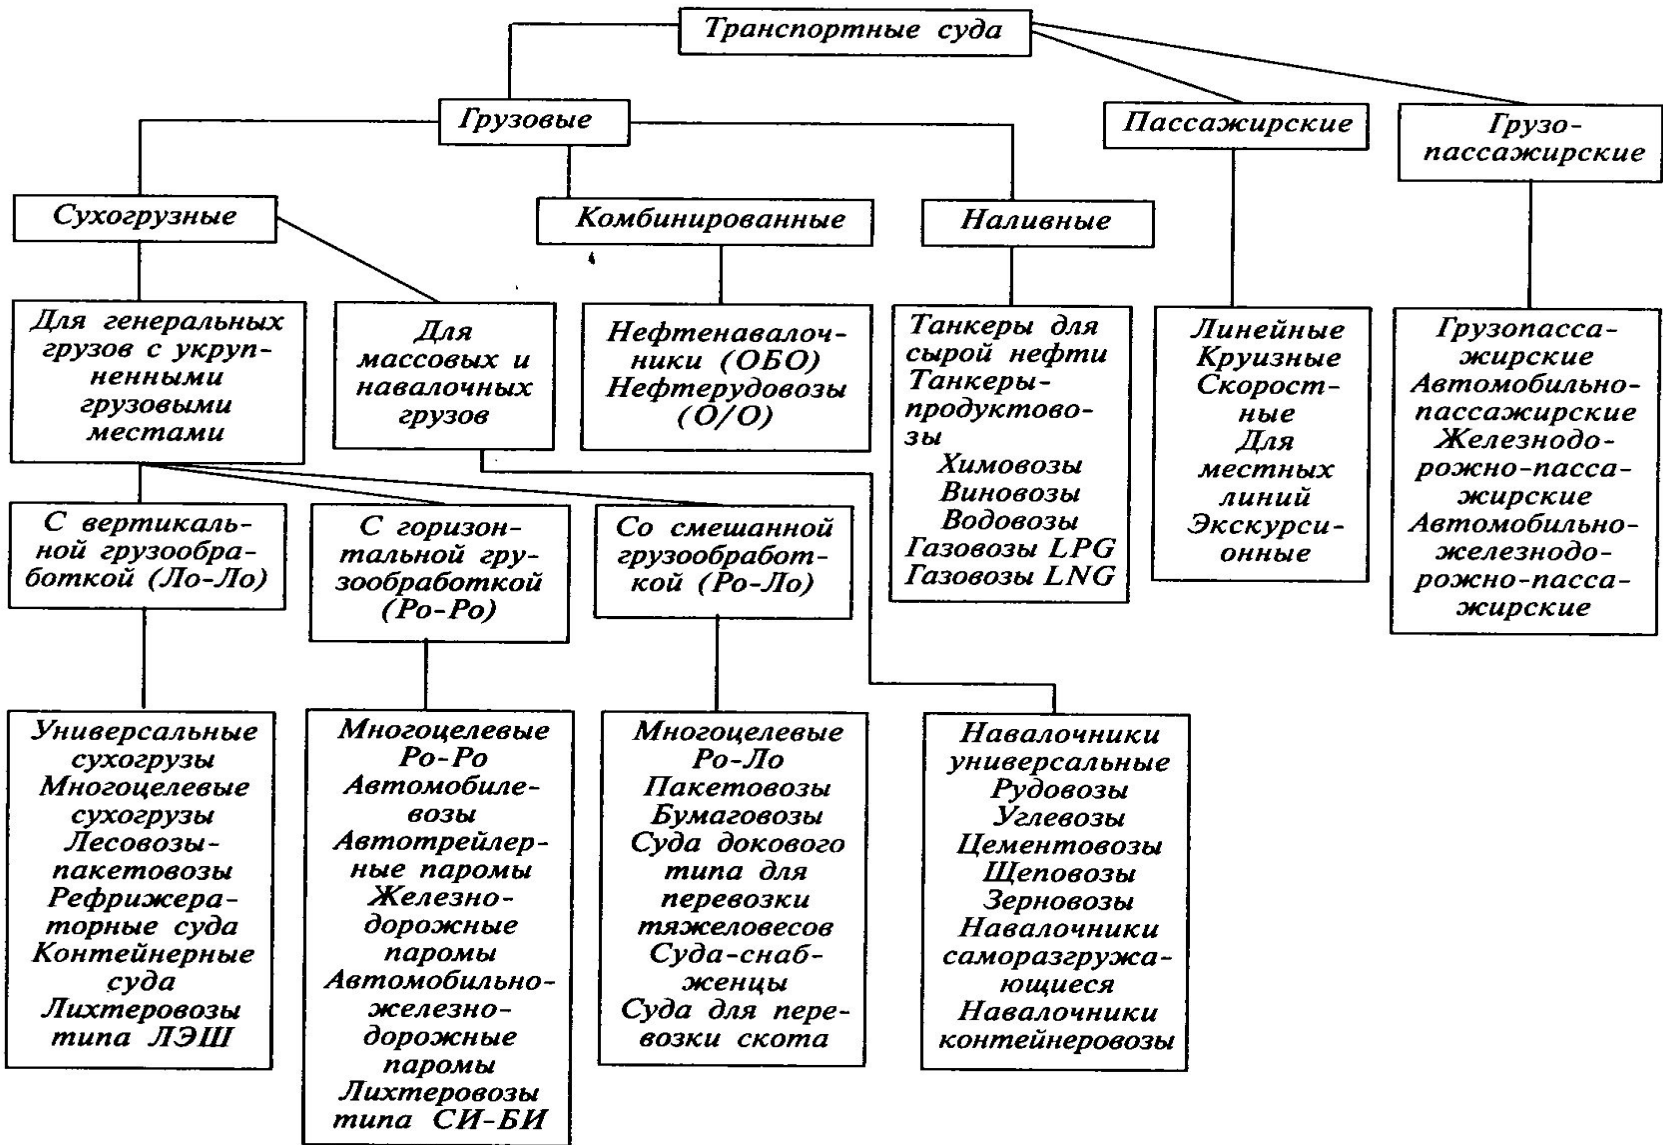 Транспортные суда
Грузовые
Пассажирские
Грузо-
пассажирские
Сухогрузные
Комбинированные
Наливные
Для генеральных
грузов с укруп-
ненными
грузовыми
местами
Для
массовых и
навалочных
грузов
Нефтенавалоч-
ники (ОБО)
Нефтерудовозы
(О/О)
Танкеры для
сырой нефти
Танкеры-
продуктово-
зы
Химовозы
Виновозы
Водовозы
Газовозы LPG
Газовозы LNG
Линейные
Круизные
Скорост-
ные
Для
местных
линий
Экскурси-
онные
Грузопасса-
жирские
Автомобильно-
пассажирские
Железнодо-
рожно-пасса-
жирские
Автомобильно-
железнодо-
рожно-пасса-
жирские
С вертикаль-
ной грузообра-
боткой (Ло-Ло)
С горизон-
тальной гру-
зообработкой
(Ро-Ро)
Со смешанной
грузообработ-
кой (Ро-Ло)
Универсальные
сухогрузы
Многоцелевые
сухогрузы
Лесовозы-
пакетовозы
Рефрижера-
торные суда
Контейнерные
суда
Лихтеровозы
типа ЛЭШ
Многоцелевые
Ро-Ро
Автомобиле-
возы
Автотрейлер-
ные паромы
Железно-
дорожные
паромы
Автомобильно-
железно-
дорожные
паромы
Лихтеровозы
типа СИ-БИ
Многоцелевые
Ро-Ло
Пакетовозы
Бумаговозы
Суда докового
типа для
перевозки
тяжеловесов
Суда-снаб-
женцы
Суда для пере-
возки скота
Навалочники
универсальные
Рудовозы
Углевозы
Цементовозы
Щеповозы
Зерновозы
Навалочники
саморазгружа-
ющиеся
Навалочники
контейнеровозы